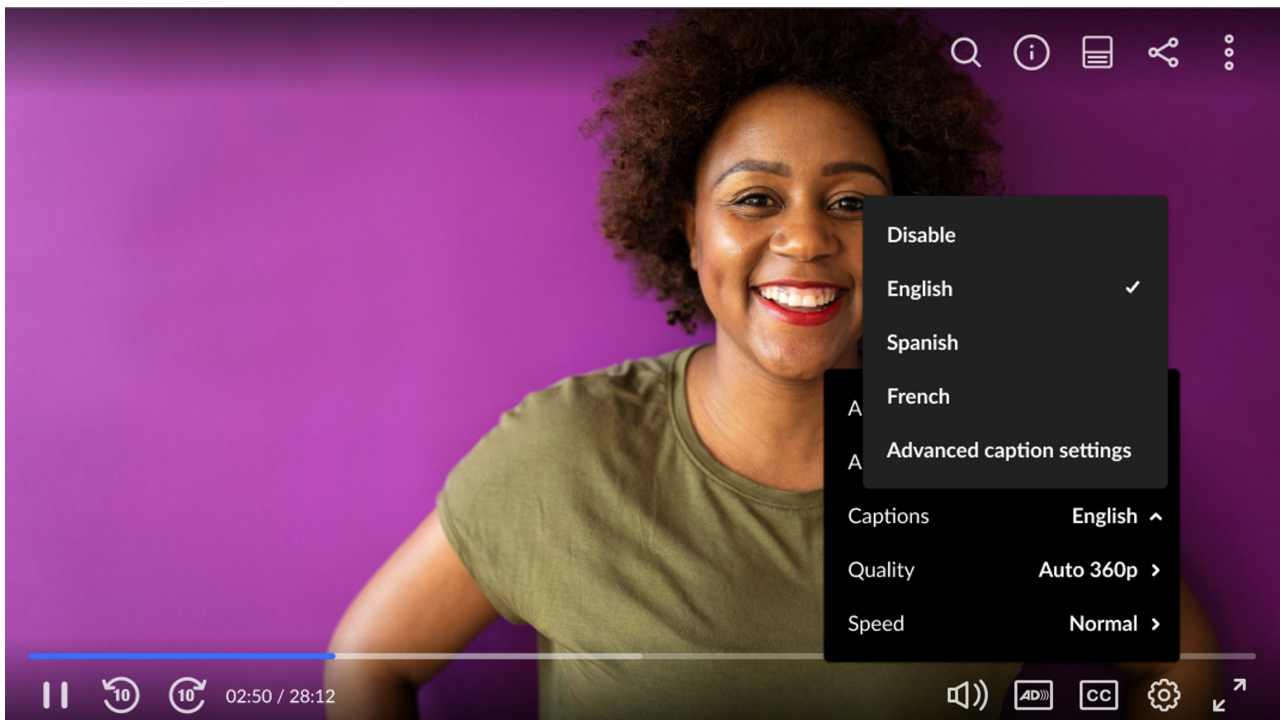 Disable
English
Spanish
French
Advanced caption settings
A
A
Captions English
Quality Auto 360p
Speed Normal
10 10 02:50 / 28:12 AD CC